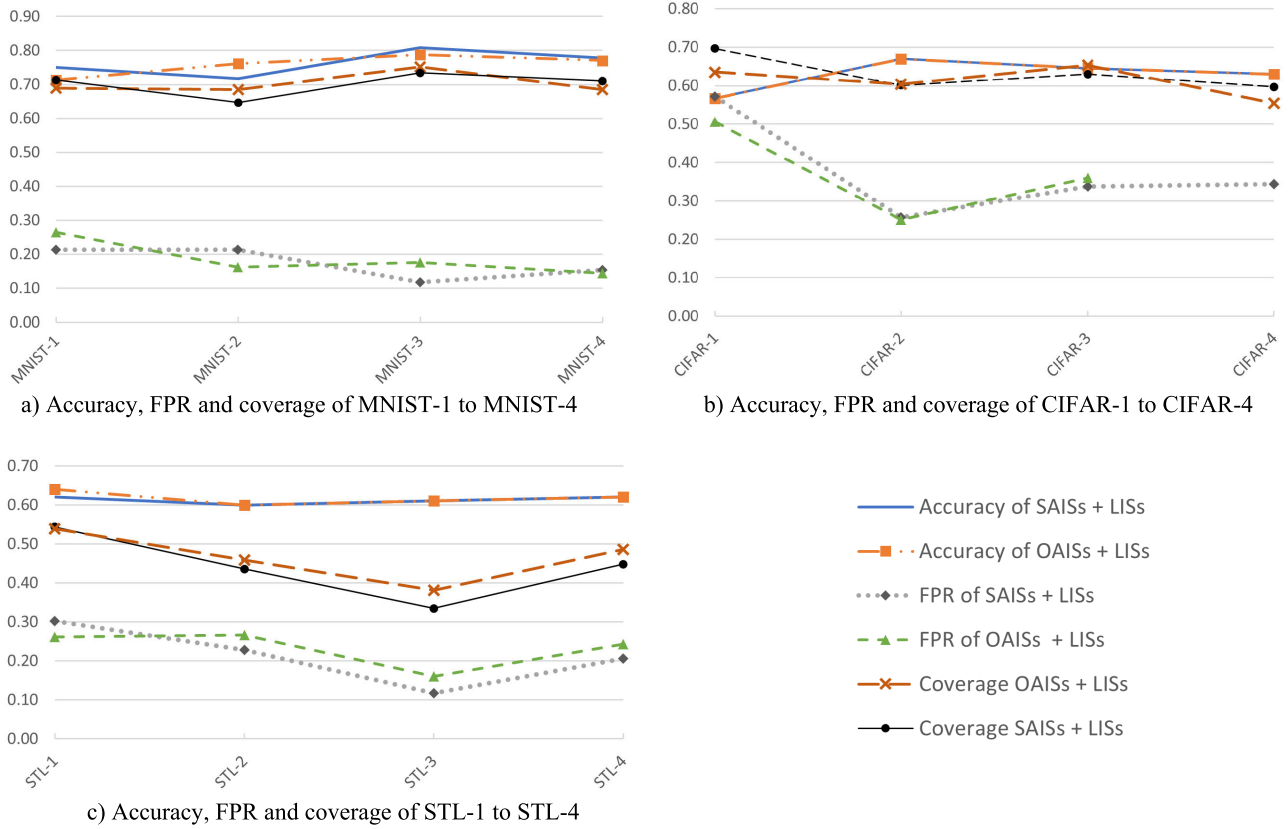 0.90
0.80
0.70
0.60
0.50
0.40
0.30
0.20
0.10
0.00
MNIST-1
MNIST-2
MNIST-3
MNIST-4
a) Accuracy, FPR and coverage of MNIST-1 to MNIST-4
0.80
0.70
0.60
0.50
0.40
0.30
0.20
0.10
0.00
CIFAR-1
CIFAR-2
CIFAR-3
CIFAR-4
b) Accuracy, FPR and coverage of CIFAR-1 to CIFAR-4
0.70
0.60
0.50
0.40
0.30
0.20
0.10
0.00
STL-1
STL-2
STL-3
STL-4
c) Accuracy, FPR and coverage of STL-1 to STL-4
Accuracy of SAISs + LISs
Accuracy of OAISs + LISs
FPR of SAISs + LISs
FPR of OAISs + LISs
Coverage OAISs + LISs
Coverage SAISs + LISs